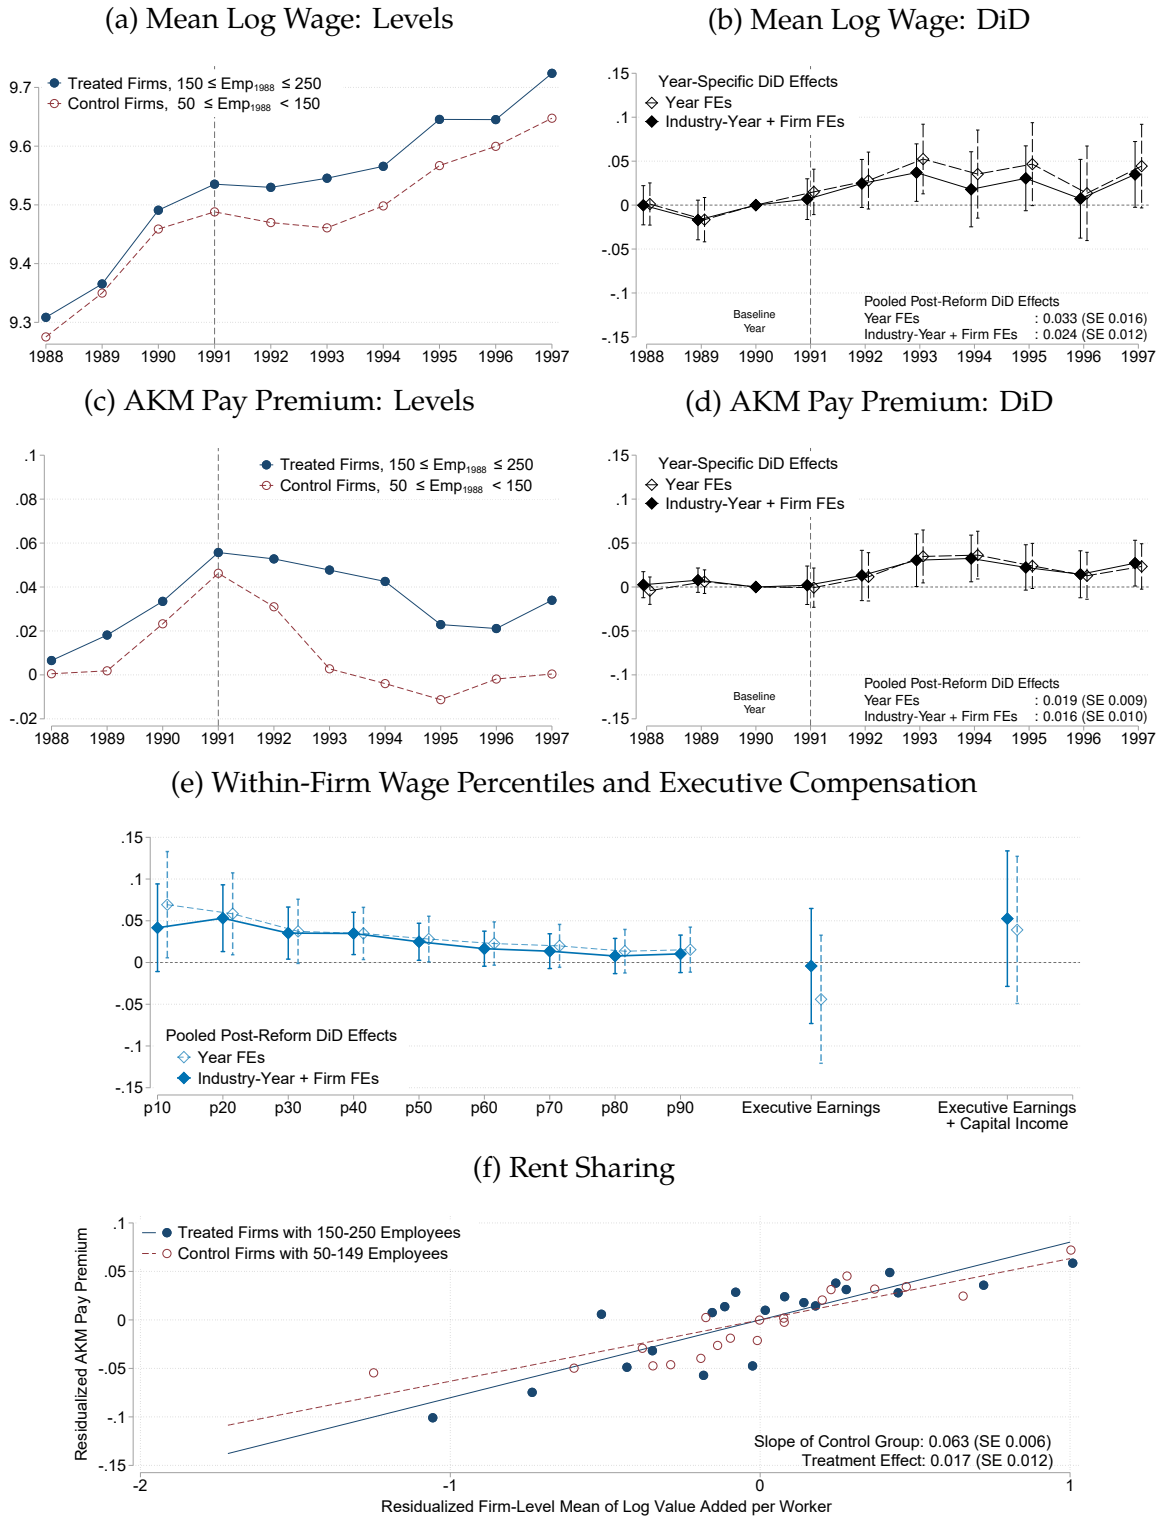 (a) Mean Log Wage: Levels
9.7
9.6
9.5
9.4
9.3
Treated Firms, 150 ≤ Emp1988 ≤ 250
Control Firms, 50 ≤ Emp1988 < 150
1988 1989 1990 1991 1992 1993 1994 1995 1996 1997
(b) Mean Log Wage: DiD
.15
.1
.05
0
-.05
-.1
-.15
Year-Specific DiD Effects
Year FEs
Industry-Year + Firm FEs
Baseline
Year
Pooled Post-Reform DiD Effects
Year FEs : 0.033 (SE 0.016)
Industry-Year + Firm FEs : 0.024 (SE 0.012)
1988 1989 1990 1991 1992 1993 1994 1995 1996 1997
(c) AKM Pay Premium: Levels
.1
.08
.06
.04
.02
0
-.02
Treated Firms, 150 ≤ Emp1988 ≤ 250
Control Firms, 50 ≤ Emp1988 < 150
1988 1989 1990 1991 1992 1993 1994 1995 1996 1997
(d) AKM Pay Premium: DiD
.15
.1
.05
0
-.05
-.1
-.15
Year-Specific DiD Effects
Year FEs
Industry-Year + Firm FEs
Baseline
Year
Pooled Post-Reform DiD Effects
Year FEs : 0.019 (SE 0.009)
Industry-Year + Firm FEs : 0.016 (SE 0.010)
1988 1989 1990 1991 1992 1993 1994 1995 1996 1997
(e) Within-Firm Wage Percentiles and Executive Compensation
.15
.1
.05
0
-.05
-.1
-.15
Pooled Post-Reform DiD Effects
Year FEs
Industry-Year + Firm FEs
p10 p20 p30 p40 p50 p60 p70 p80 p90 Executive Earnings Executive Earnings
+ Capital Income
(f) Rent Sharing
Residualized AKM Pay Premium
.1
.05
0
-.05
-.1
-.15
Treated Firms with 150-250 Employees
Control Firms with 50-149 Employees
Slope of Control Group: 0.063 (SE 0.006)
Treatment Effect: 0.017 (SE 0.012)
-2 -1 0 1
Residualized Firm-Level Mean of Log Value Added per Worker